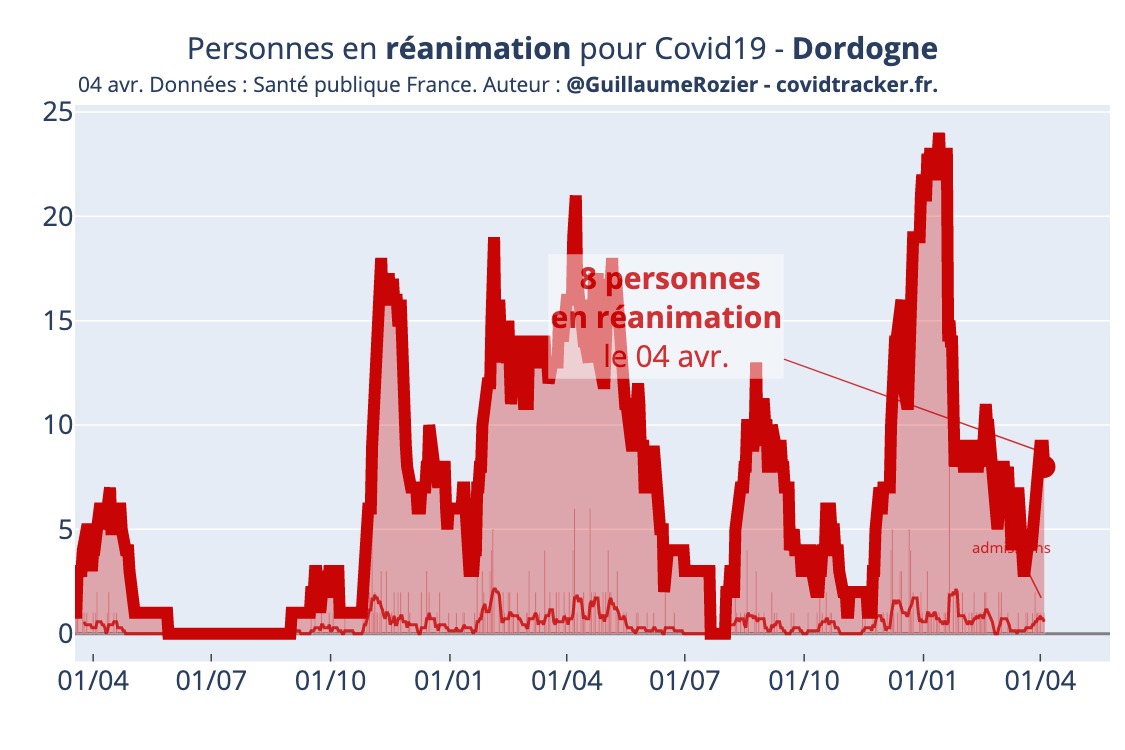 Personnes en réanimation pour Covid19 - Dordogne
04 avr. Données : Santé publique France. Auteur : @GuillaumeRozier - covidtracker.fr.
25
20
15
10
5
0
8 personnes
en réanimation
le 04 avr.
admissions
01/04 01/07 01/10 01/01 01/04 01/07 01/10 01/01 01/04